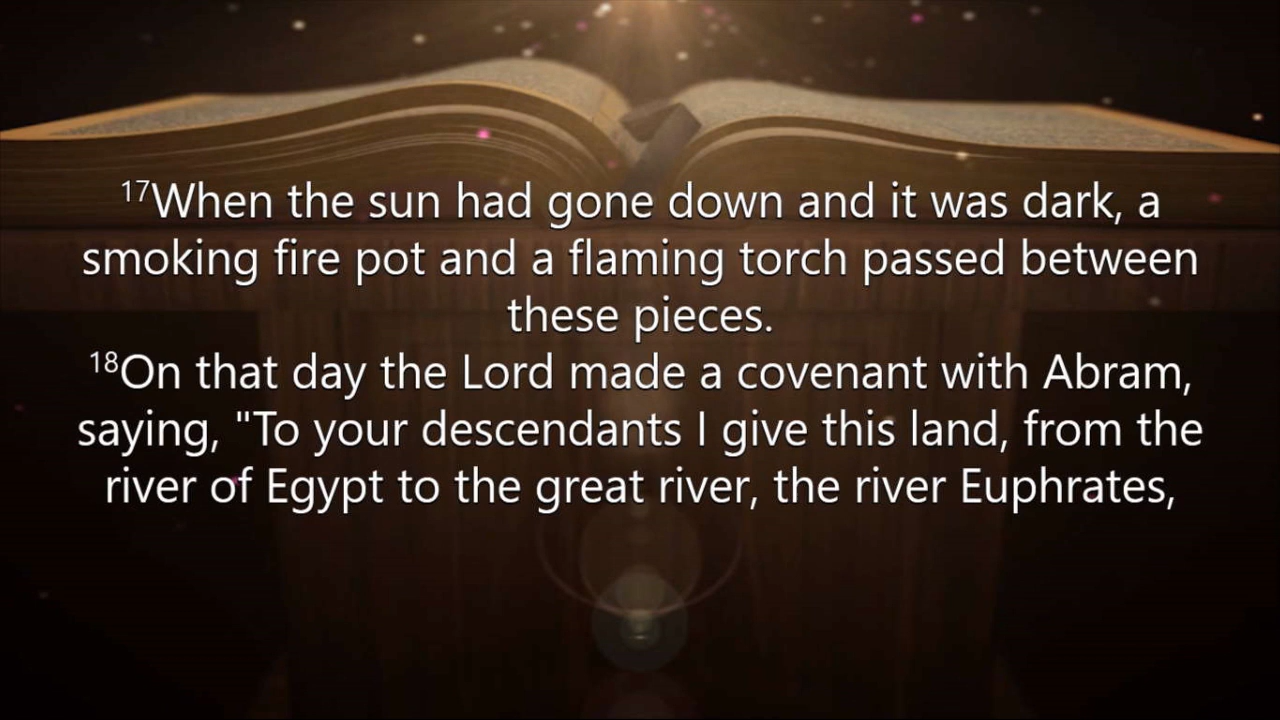 ¹⁷When the sun had gone down and it was dark, a
smoking fire pot and a flaming torch passed between
these pieces.
¹⁸On that day the Lord made a covenant with Abram,
saying, "To your descendants I give this land, from the
river of Egypt to the great river, the river Euphrates,